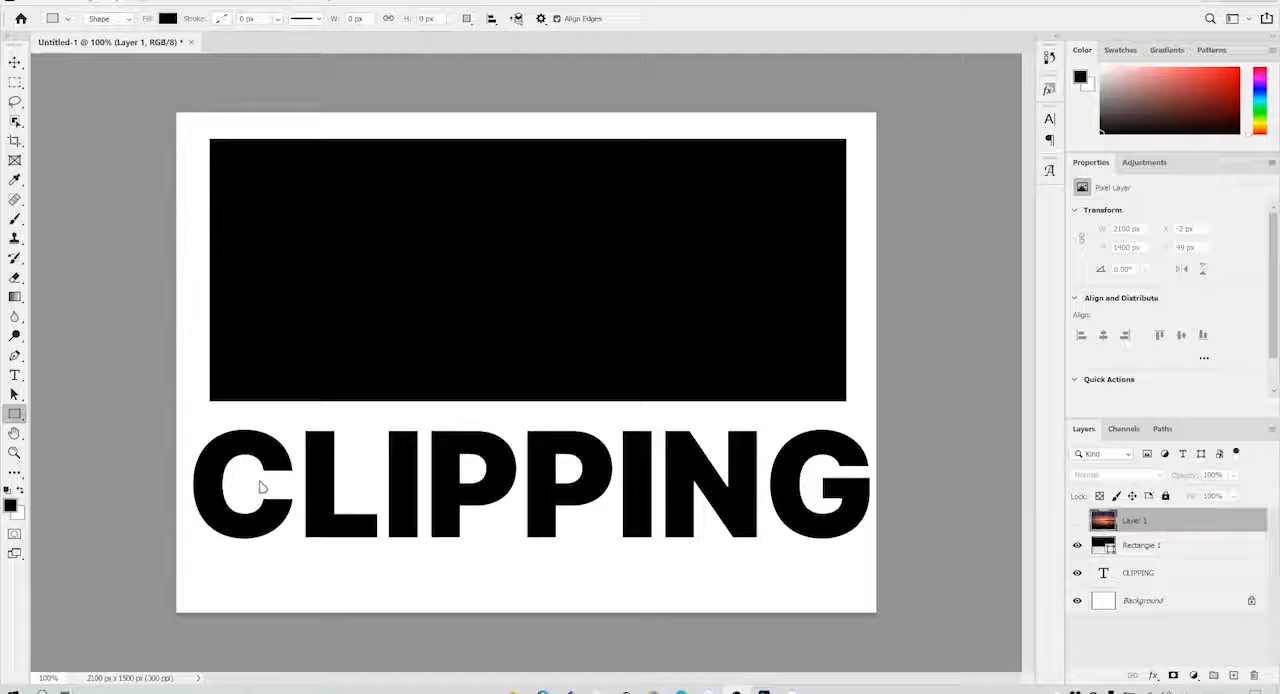 Shape Fill: Stroke: 0 px W: 0 px H: 0 px Align Edges
Untitled-1 @ 100% (Layer 1, RGB/8) * ×
Color Swatches Gradients Patterns
Properties Adjustments
Pixel Layer
Transform
W 2100 px X -2 px
H 1400 px Y 49 px
0.00°
Align and Distribute
Align:
Quick Actions
CLIPPING
Layers Channels Paths
Kind
Normal Opacity: 100%
Lock: Fill: 100%
Layer 1
Rectangle 1
T CLIPPING
Background
100% 2100 px x 1500 px (300 ppi)